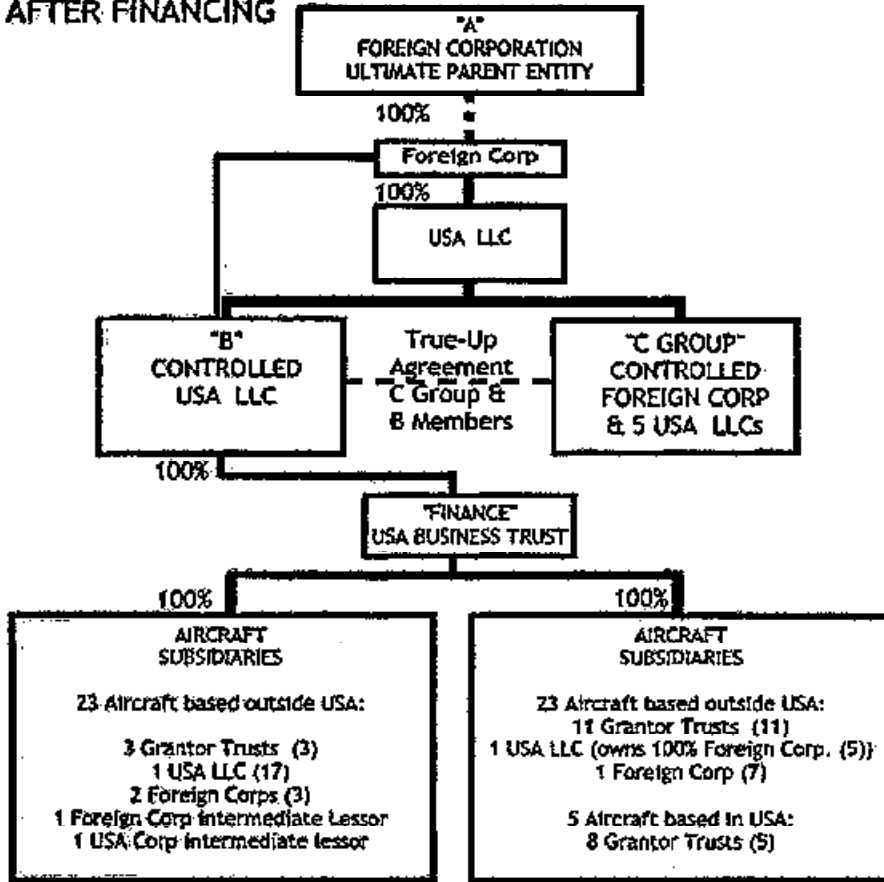 AFTER FINANCING
"A"
FOREIGN CORPORATION
ULTIMATE PARENT ENTITY
100%
Foreign Corp
100%
USA LLC
"B"
CONTROLLED
USA LLC
True-Up
Agreement
C Group &
B Members
"C GROUP"
CONTROLLED
FOREIGN CORP
& 5 USA LLCs
100%
"FINANCE"
USA BUSINESS TRUST
100%
AIRCRAFT
SUBSIDIARIES
23 Aircraft based outside USA:
3 Grantor Trusts (3)
1 USA LLC (17)
2 Foreign Corps (3)
1 Foreign Corp intermediate Lessor
1 USA Corp intermediate lessor
100%
AIRCRAFT
SUBSIDIARIES
23 Aircraft based outside USA:
11 Grantor Trusts (11)
1 USA LLC (owns 100% Foreign Corp. (5))
1 Foreign Corp (7)
5 Aircraft based in USA:
8 Grantor Trusts (5)